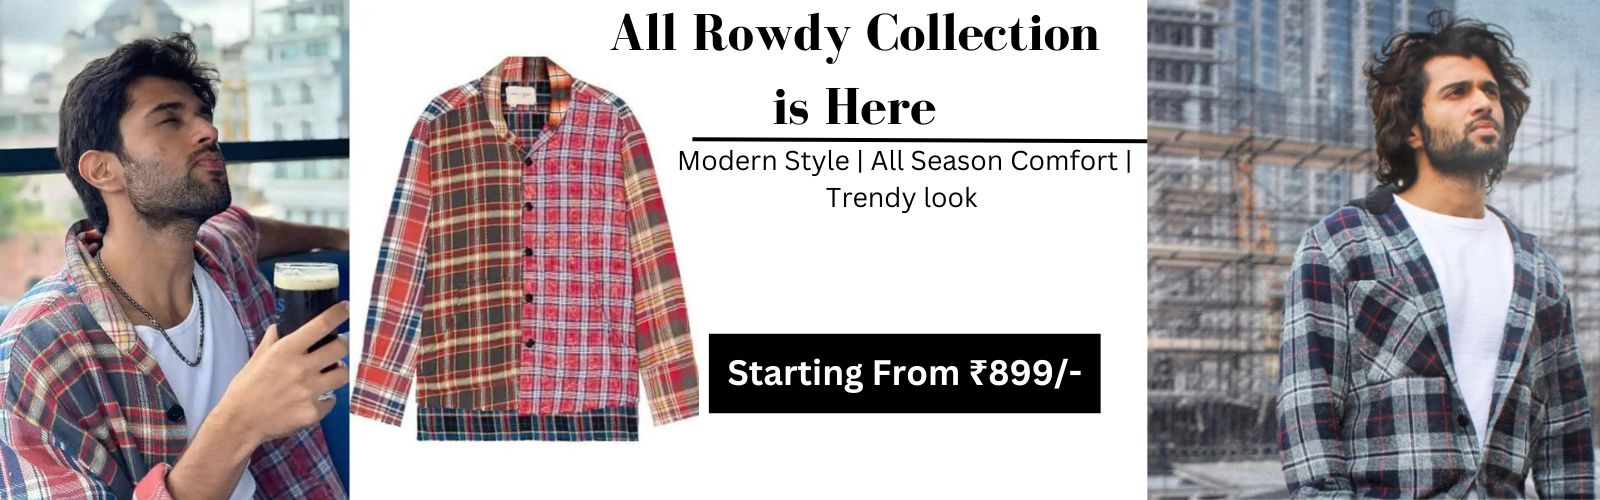 All Rowdy Collection
is Here
Modern Style | All Season Comfort |
Trendy look
Starting From ₹899/-